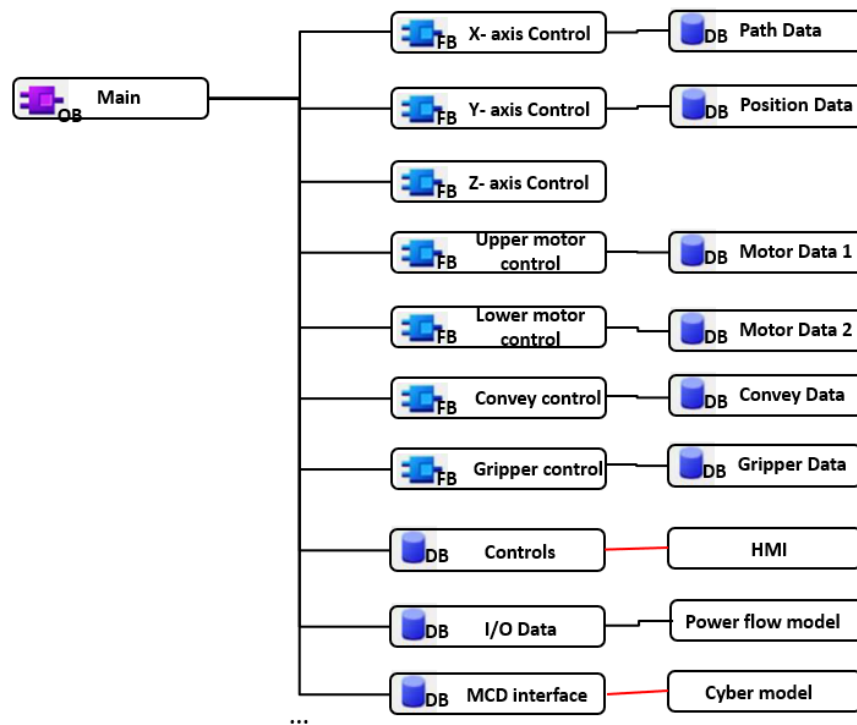 X- axis Control
FB
DB
Path Data
Main
OB
Y- axis Control
FB
DB
Position Data
Z- axis Control
FB
Upper motor
control
FB
DB
Motor Data 1
Lower motor
control
FB
DB
Motor Data 2
Convey control
FB
DB
Convey Data
Gripper control
FB
DB
Gripper Data
DB
Controls
HMI
DB
I/O Data
Power flow model
DB
MCD interface
Cyber model
...